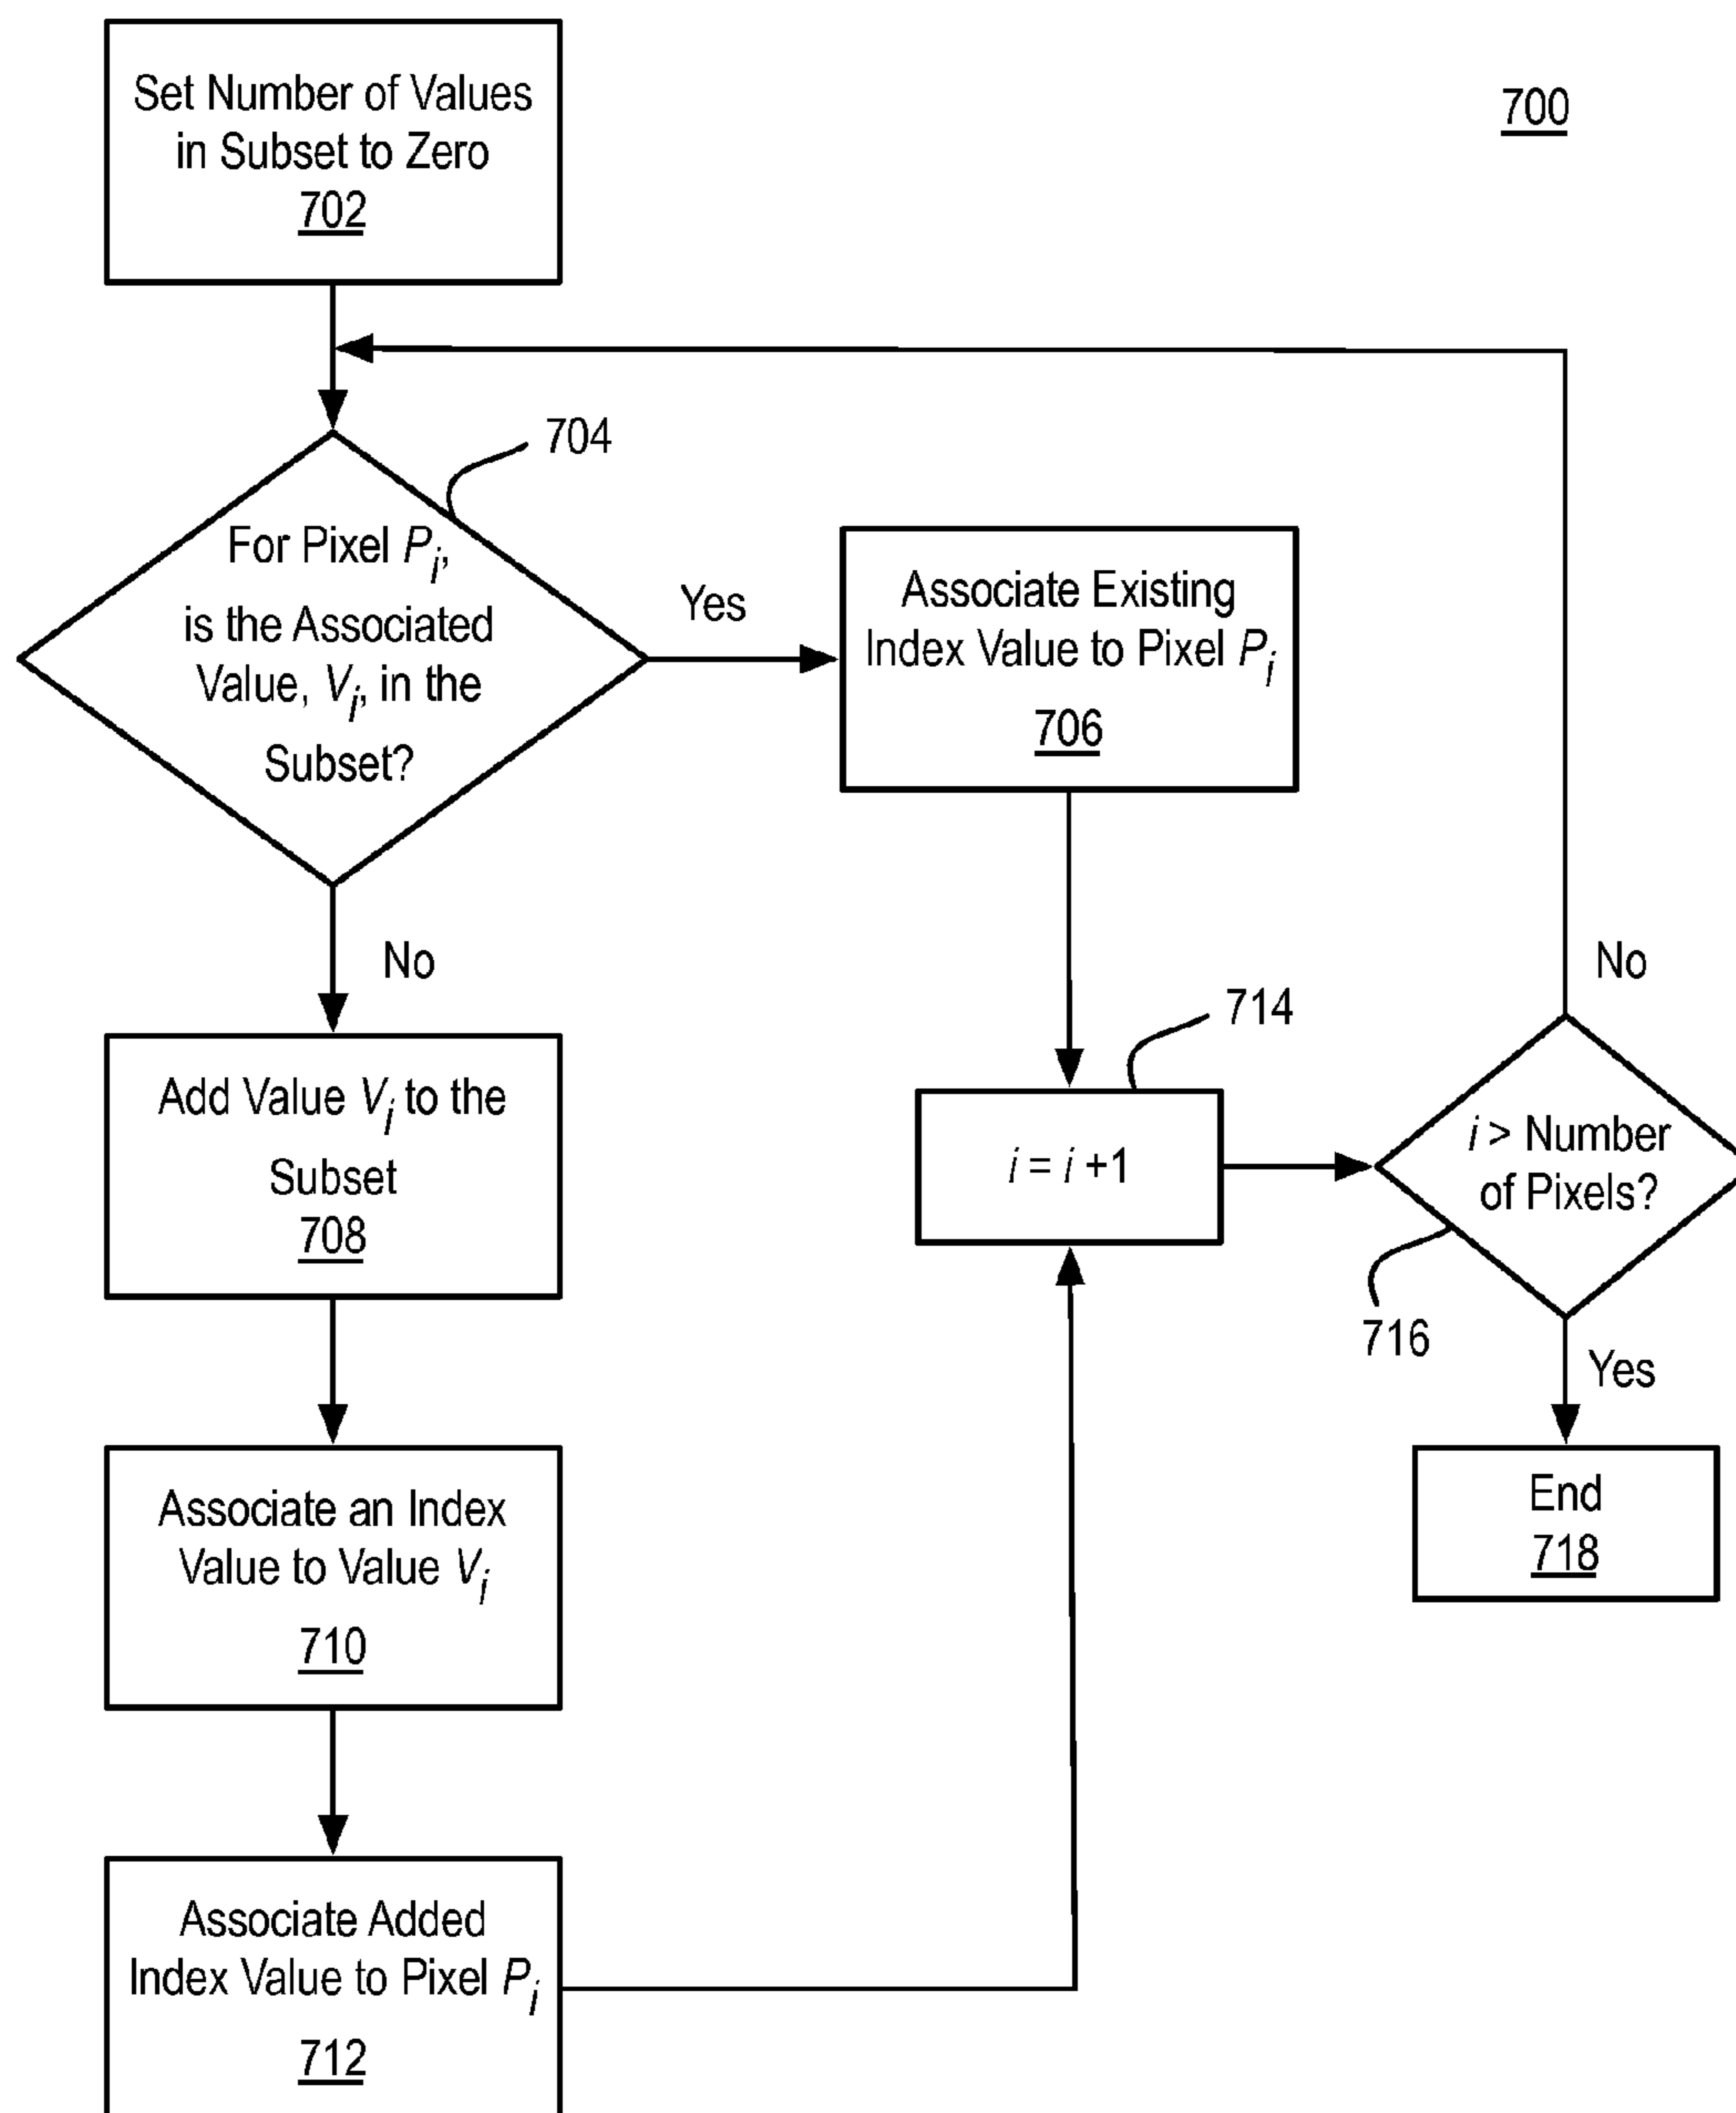 Set Number of Values
in Subset to Zero
702
700
704
For Pixel Pi,
is the Associated
Value, Vi, in the
Subset?
Yes
Associate Existing
Index Value to Pixel Pi
706
No
No
714
Add Value Vi to the
Subset
708
i = i +1
i > Number
of Pixels?
716
Yes
Associate an Index
Value to Value Vi
710
End
718
Associate Added
Index Value to Pixel Pi
712